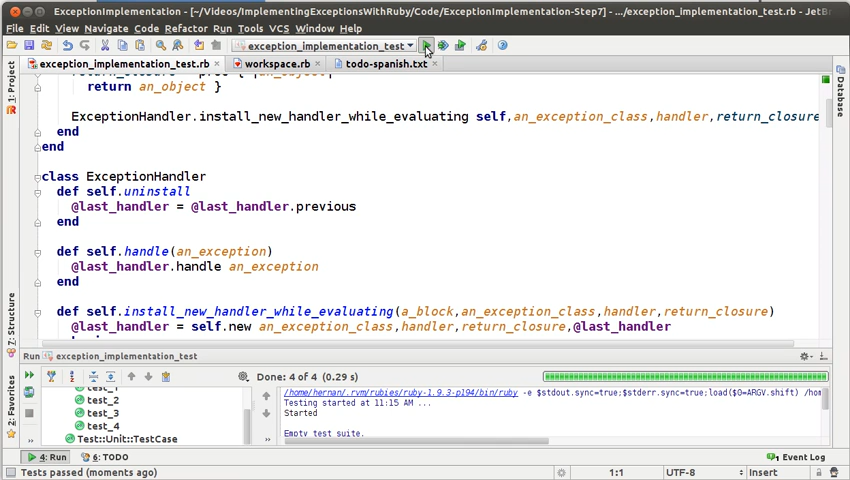 ExceptionImplementation - [~/Videos/ImplementingExceptionsWithRuby/Code/ExceptionImplementation-Step7] - .../exception_implementation_test.rb - JetB
File Edit View Navigate Code Refactor Run Tools VCS Window Help
exception_implementation_test
exception_implementation_test.rb workspace.rb todo-spanish.txt
1: Project
Database
return an_object }
ExceptionHandler.install_new_handler_while_evaluating self,an_exception_class,handler,return_closure
end
end
class ExceptionHandler
def self.uninstall
@last_handler = @last_handler.previous
end
def self.handle(an_exception)
@last_handler.handle an_exception
end
def self.install_new_handler_while_evaluating(a_block,an_exception_class,handler,return_closure)
@last_handler = self.new an_exception_class,handler,return_closure,@last_handler
7: Structure
2: Favorites
Run exception_implementation_test
Done: 4 of 4 (0.29 s)
test_1
test_2
test_3
test_4
Test::Unit::TestCase
/home/hernan/.rvm/rubies/ruby-1.9.3-p194/bin/ruby -e $stdout.sync=true;$stderr.sync=true;load($0=ARGV.shift) /hom
Testing started at 11:15 AM ...
Started
Empty test suite.
4: Run 6: TODO Event Log
Tests passed (moments ago) 1:1 UTF-8 Insert